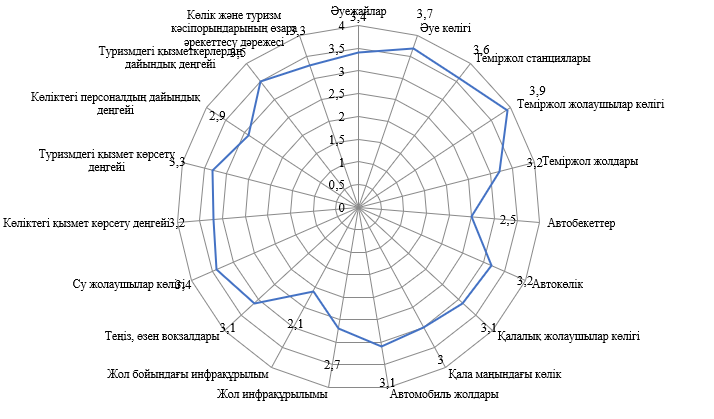 Әуежайлар
3,4
Әуе көлігі
3,7
Теміржол станциялары
3,6
Теміржол жолаушылар көлігі
3,9
Теміржол жолдары
3,2
Автобекеттер
2,5
Автокөлік
3,2
Қалалық жолаушылар көлігі
3,1
Қала маңындағы көлік
3
Автомобиль жолдары
3,1
Жол инфрақұрылымы
2,7
Жол бойындағы инфрақұрылым
2,1
Теңіз, өзен вокзалдары
3,1
Су жолаушылар көлігі
3,4
Көліктегі қызмет көрсету деңгейі
3,2
Туризмдегі қызмет көрсету
деңгейі
3,3
Көліктегі персоналдың дайындық
деңгейі
2,9
Туризмдегі қызметкерлердің
дайындық деңгейі
3,5
Көлік және туризм
кәсіпорындарының өзара
әрекеттесу дәрежесі
3,3
4
3,5
3
2,5
2
1,5
1
0,5
0